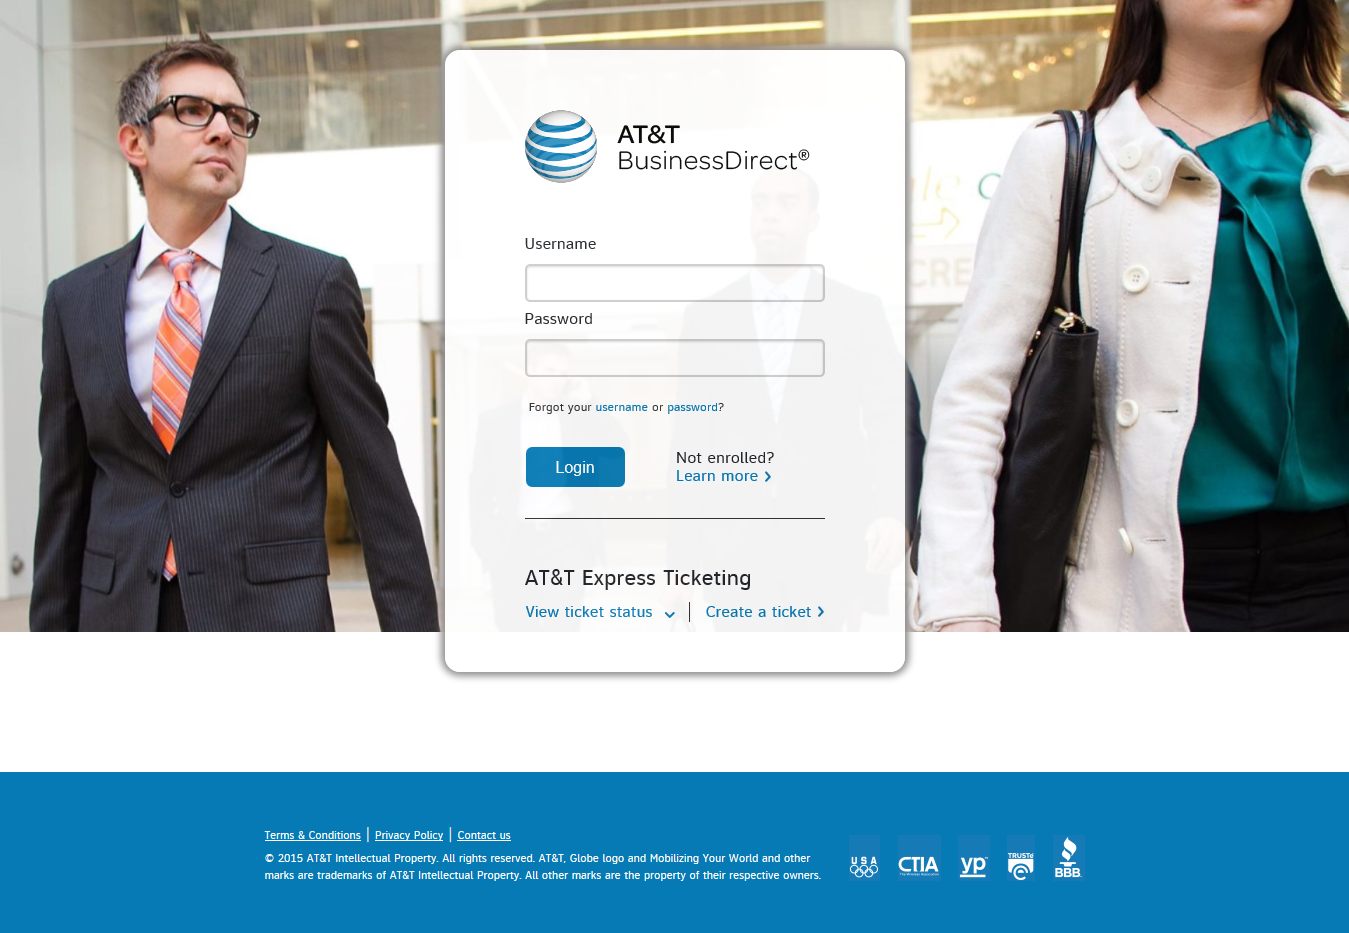 AT&T
BusinessDirect®
Username
Password
Forgot your username or password?
Login
Not enrolled?
Learn more
AT&T Express Ticketing
View ticket status
Create a ticket
Terms & Conditions | Privacy Policy | Contact us
© 2015 AT&T Intellectual Property. All rights reserved. AT&T, Globe logo and Mobilizing Your World and other
marks are trademarks of AT&T Intellectual Property. All other marks are the property of their respective owners.
USA
CTIA
yp
TRUSTe
BBB